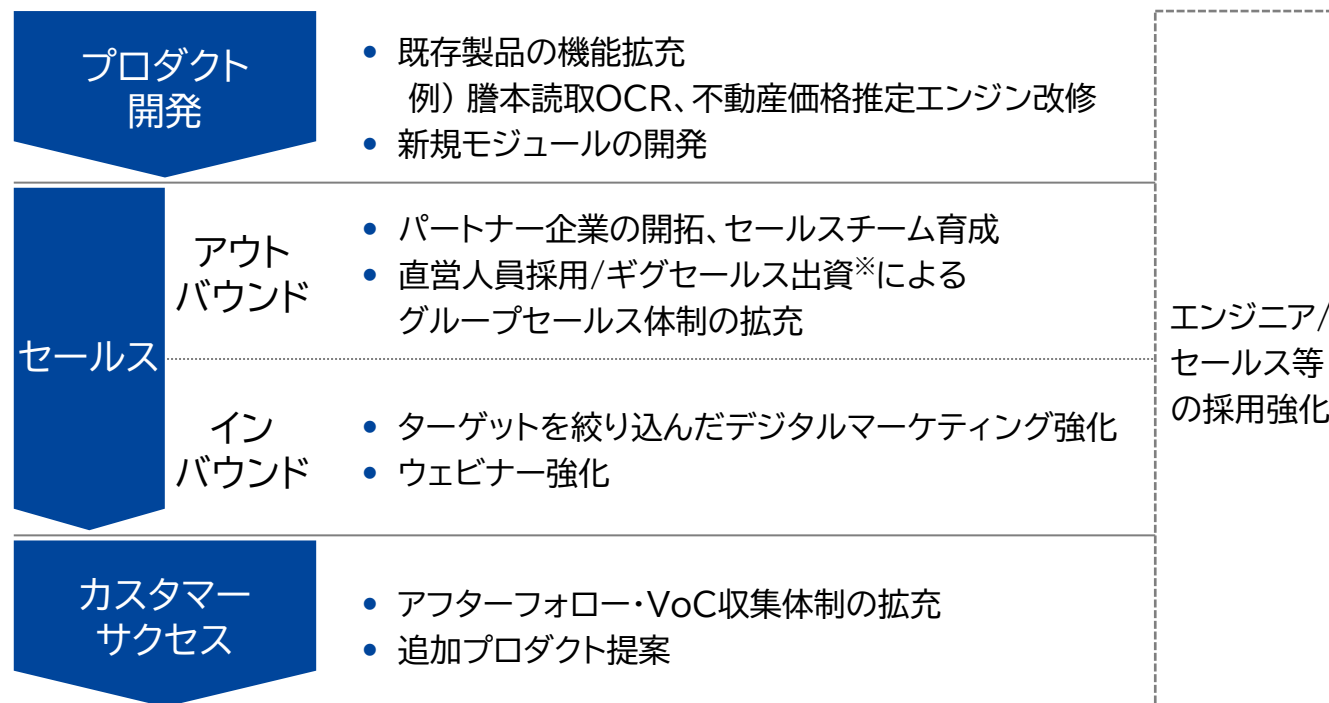 プロダクト
開発
• 既存製品の機能拡充
例）謄本読取OCR、不動産価格推定エンジン改修
• 新規モジュールの開発
セールス
アウト
バウンド
• パートナー企業の開拓、セールスチーム育成
• 直営人員採用/ギグセールス出資※による
グループセールス体制の拡充
イン
バウンド
• ターゲットを絞り込んだデジタルマーケティング強化
• ウェビナー強化
カスタマー
サクセス
• アフターフォロー・VoC収集体制の拡充
• 追加プロダクト提案
エンジニア/
セールス等
の採用強化